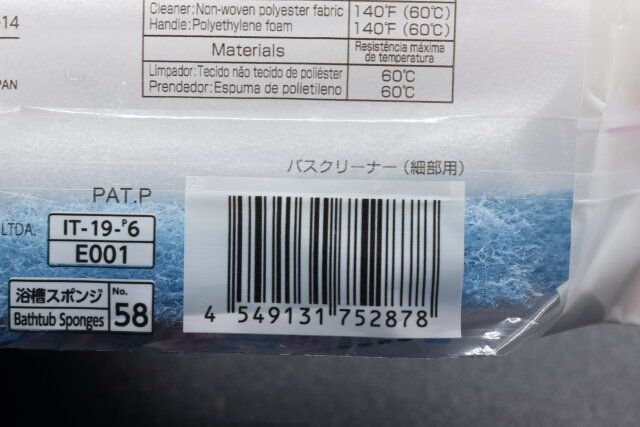 Cleaner:Non-woven polyester fabric 140℉ (60℃)
Handle:Polyethylene foam 140℉ (60℃)
-14
Materials Resistência máxima de temperatura
PAN
Limpador:Tecido não tecido de poliéster 60℃
Prendedor:Espuma de polietileno 60℃
バスクリーナー (細部用)
PAT.P
LTDA.
IT-19-P6
E001
浴槽スポンジ No.
Bathtub Sponges 58
4 549131 752878